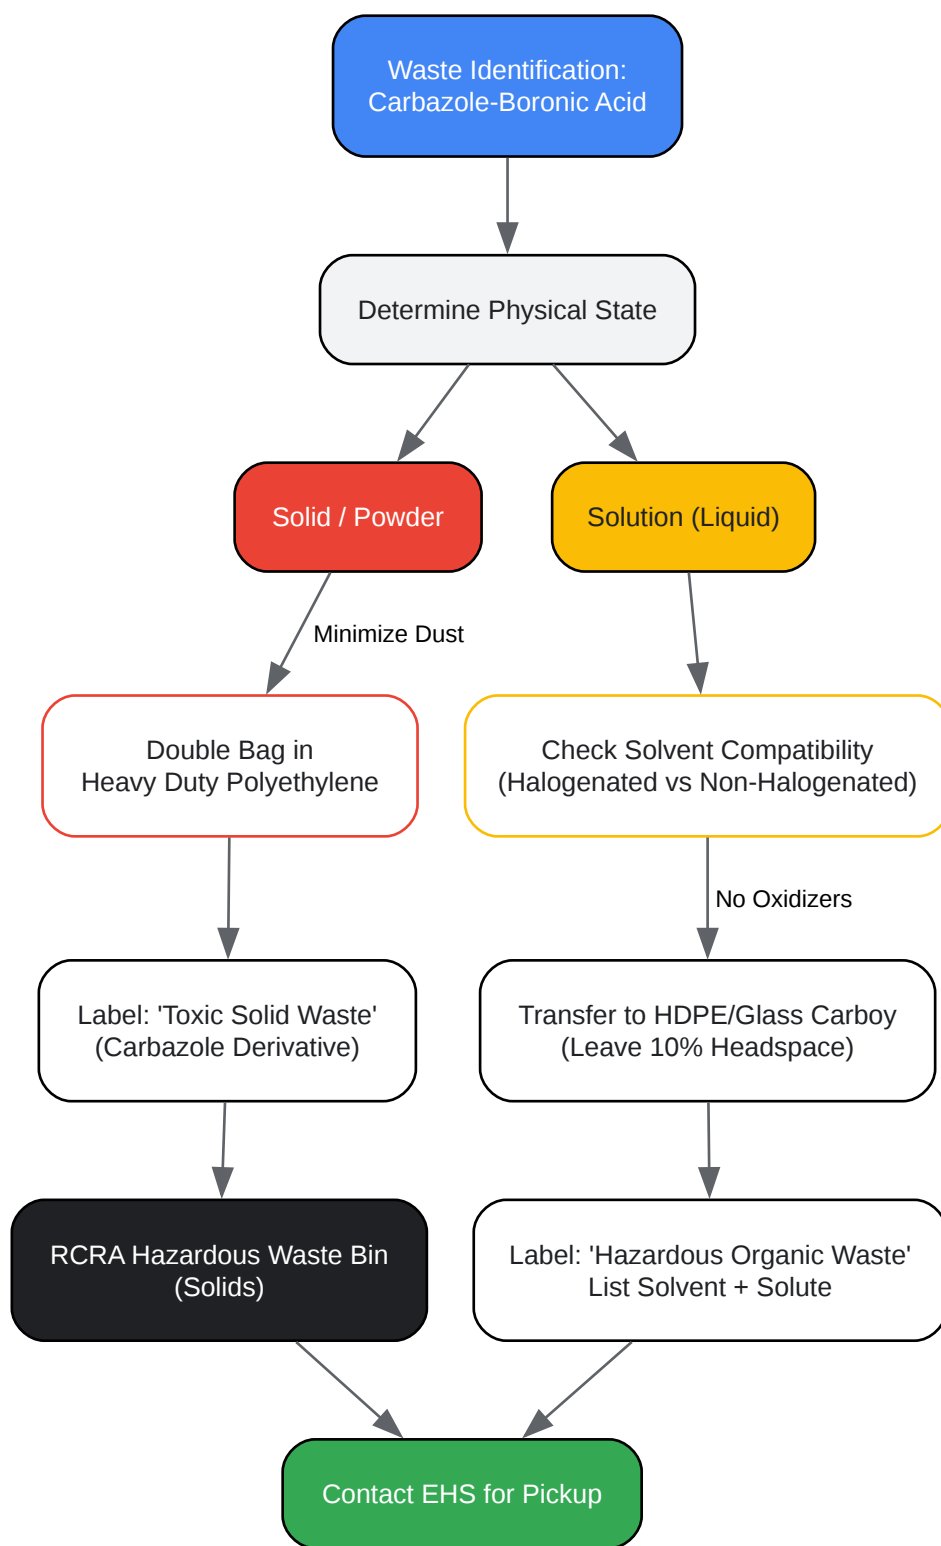 Waste Identification:
Carbazole-Boronic Acid
Determine Physical State
Solid / Powder
Solution (Liquid)
Minimize Dust
Double Bag in
Heavy Duty Polyethylene
Check Solvent Compatibility
(Halogenated vs Non-Halogenated)
No Oxidizers
Label: 'Toxic Solid Waste'
(Carbazole Derivative)
Transfer to HDPE/Glass Carboy
(Leave 10% Headspace)
RCRA Hazardous Waste Bin
(Solids)
Label: 'Hazardous Organic Waste'
List Solvent + Solute
Contact EHS for Pickup